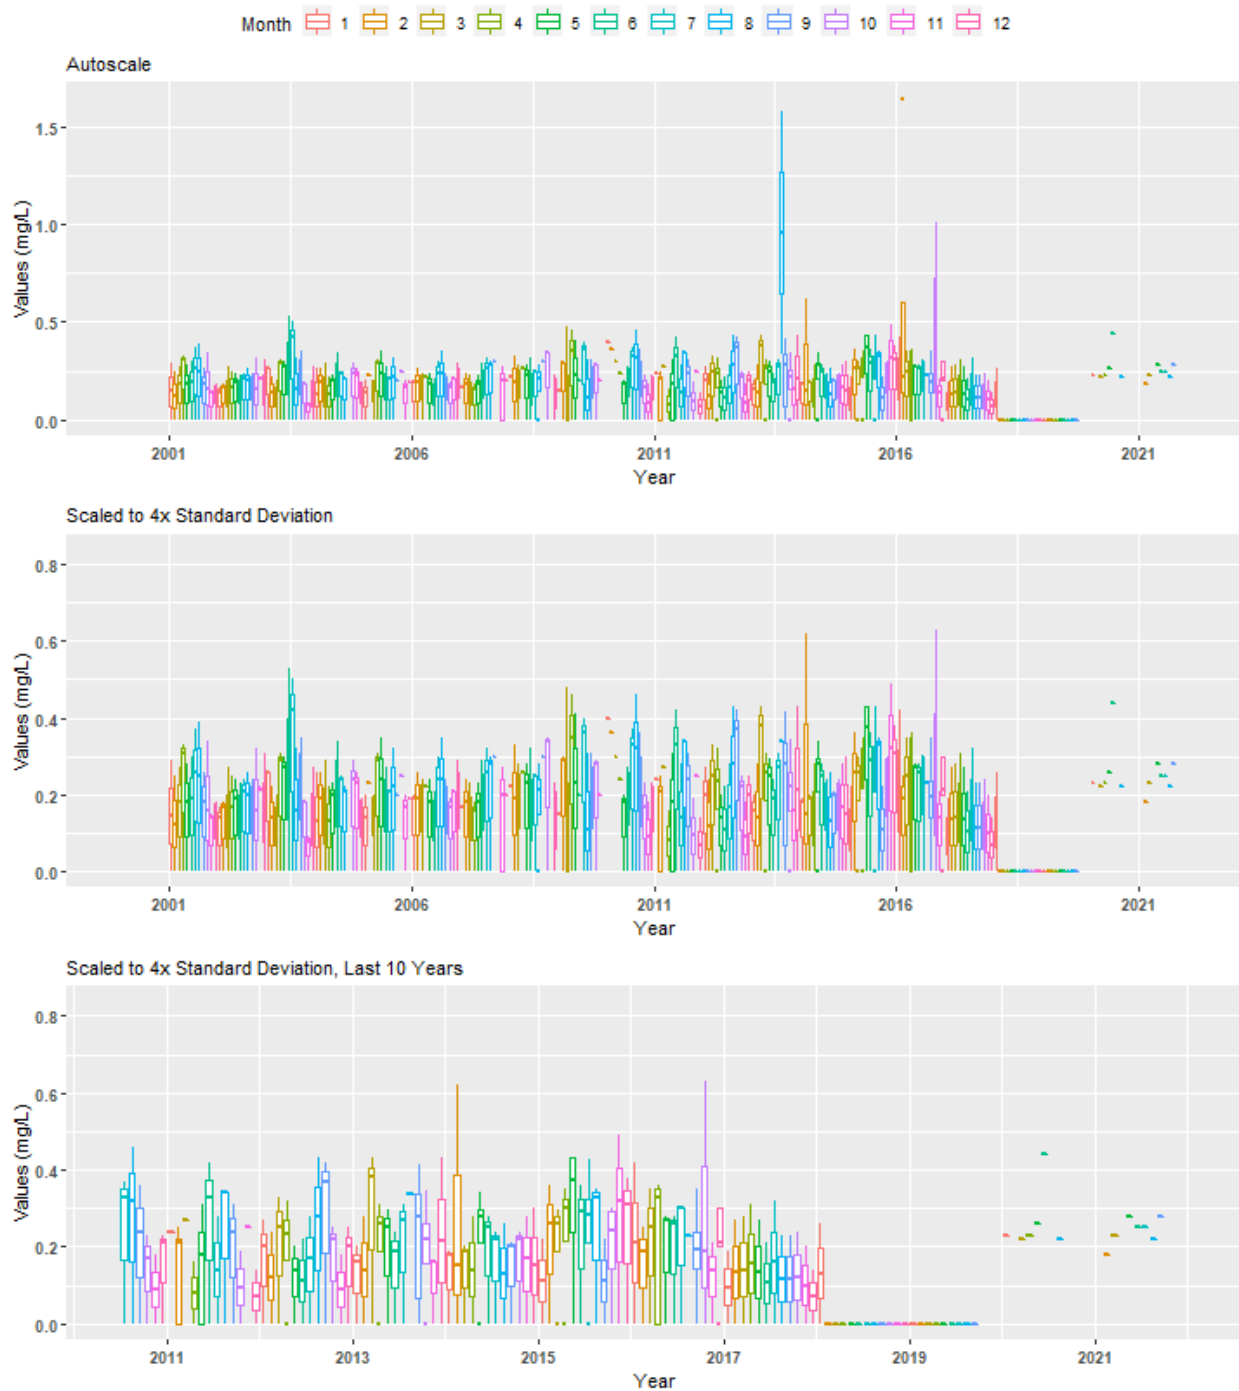 Month 1 2 3 4 5 6 7 8 9 10 11 12
Autoscale
1.5
1.0
0.5
0.0
Values (mg/L)
2001 2006 2011 2016 2021
Year
Scaled to 4x Standard Deviation
0.8
0.6
0.4
0.2
0.0
Values (mg/L)
2001 2006 2011 2016 2021
Year
Scaled to 4x Standard Deviation, Last 10 Years
0.8
0.6
0.4
0.2
0.0
Values (mg/L)
2011 2013 2015 2017 2019 2021
Year